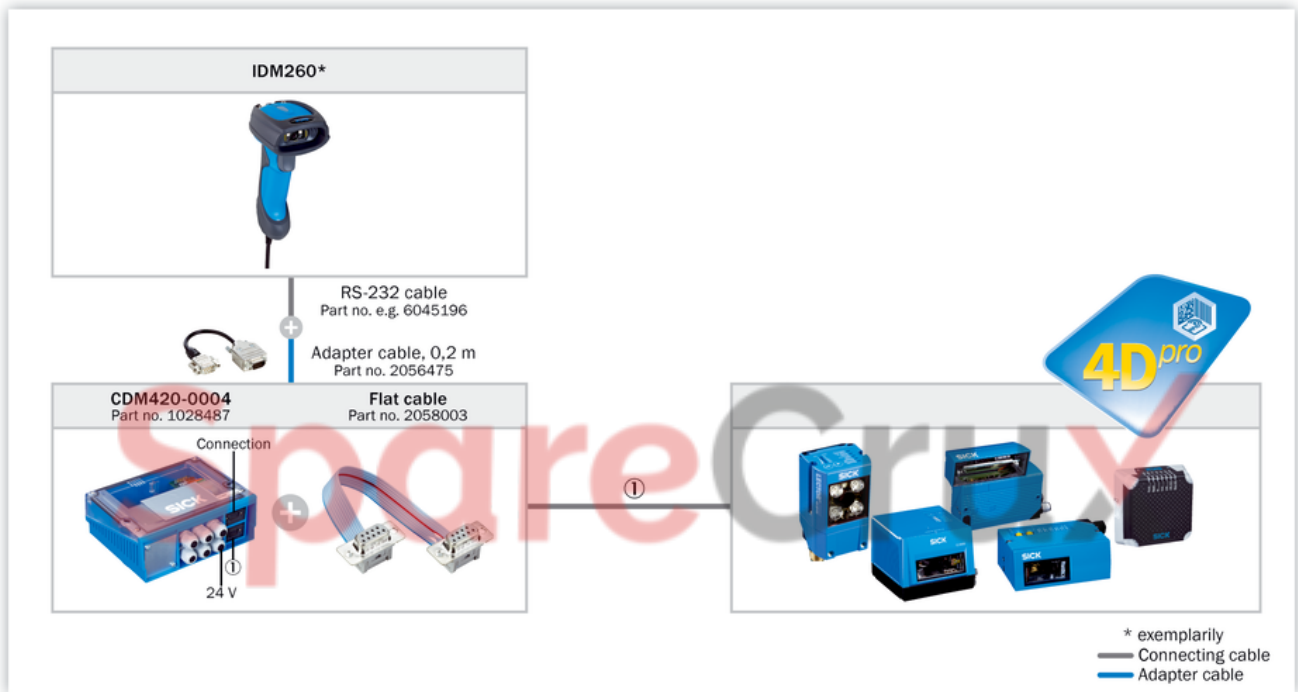 IDM260*
RS-232 cable
Part no. e.g. 6045196
Adapter cable, 0,2 m
Part no. 2056475
4Dpro
CDM420-0004
Part no. 1028487
Flat cable
Part no. 2058003
Connection
SICK
①
24 V
①
SICK
SICK
SICK
SICK
SICK
SpareCruX
* exemplarily
Connecting cable
Adapter cable